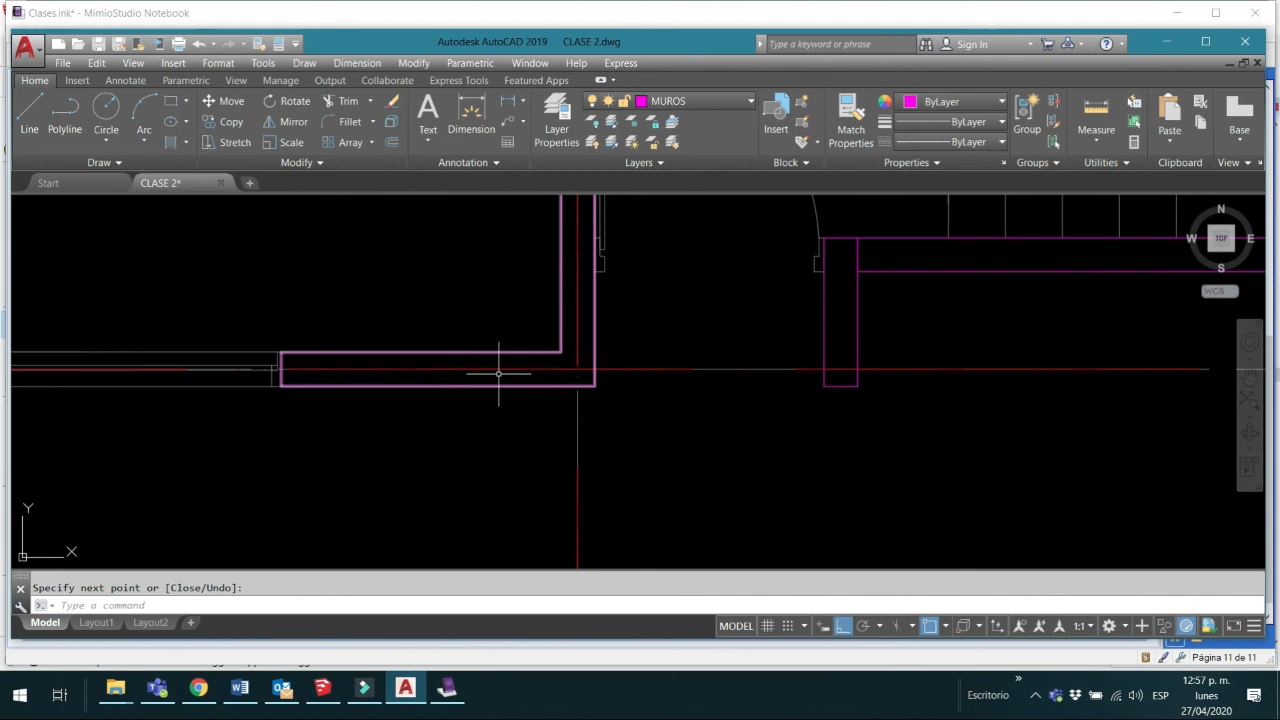 Clases.ink* - MimioStudio Notebook
Autodesk AutoCAD 2019 CLASE 2.dwg
Type a keyword or phrase
Sign In
File Edit View Insert Format Tools Draw Dimension Modify Parametric Window Help Express
Home Insert Annotate Parametric View Manage Output Collaborate Express Tools Featured Apps
Line
Polyline
Circle
Arc
Move
Copy
Stretch
Rotate
Mirror
Scale
Trim
Fillet
Array
Text
Dimension
Layer
Properties
MUROS
Insert
Match
Properties
ByLayer
ByLayer
ByLayer
Group
Measure
Paste
Base
Draw Modify Annotation Layers Block Properties Groups Utilities Clipboard View
Start CLASE 2*
N
W TOP E
S
WCS
Y
X
Specify next point or [Close/Undo]:
Type a command
Model Layout1 Layout2
MODEL
1:1
Página 11 de 11
Escritorio
ESP
12:57 p. m.
lunes
27/04/2020